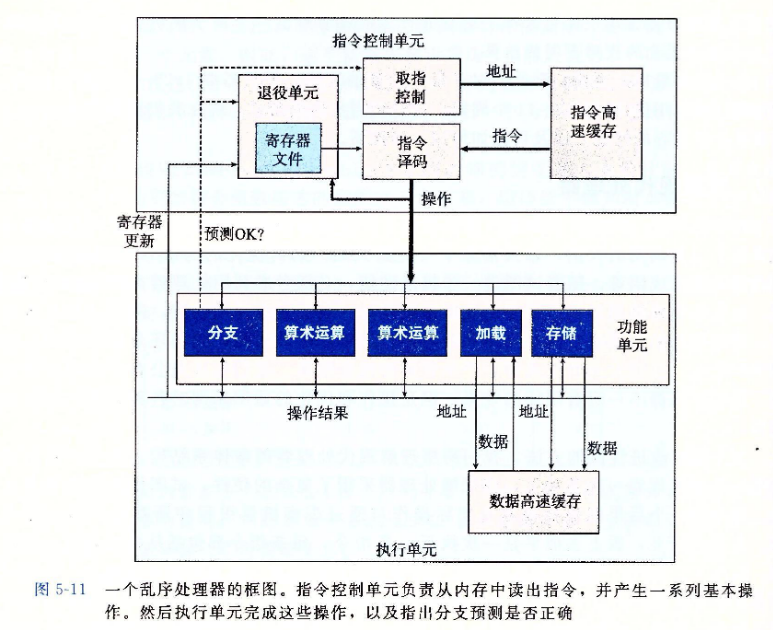 指令控制单元
取指
控制
地址
退役单元
指令高
速缓存
寄存器
文件
指令
译码
指令
操作
寄存器
更新
预测OK?
分支
算术运算
算术运算
加载
存储
功能
单元
操作结果
地址
地址
数据
数据
数据高速缓存
执行单元
图 5-11 一个乱序处理器的框图。指令控制单元负责从内存中读出指令，并产生一系列基本操
作。然后执行单元完成这些操作，以及指出分支预测是否正确